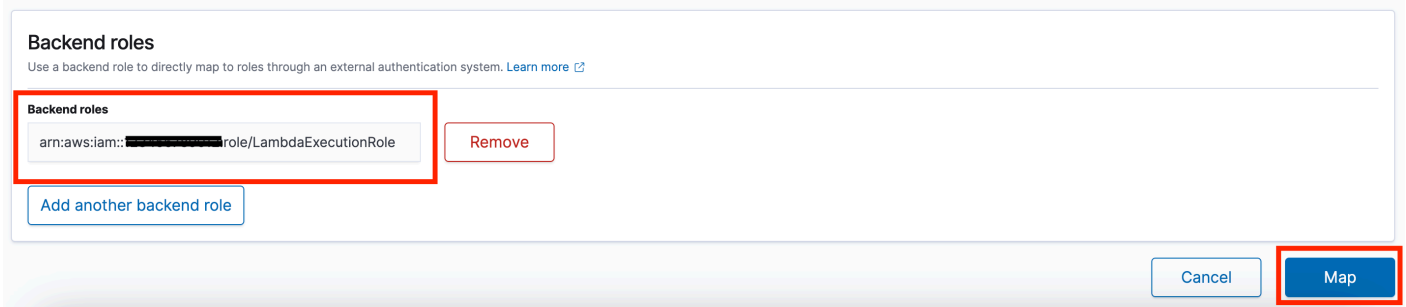 Backend roles
Use a backend role to directly map to roles through an external authentication system. Learn more
Backend roles
arn:aws:iam:: role/LambdaExecutionRole
Remove
Add another backend role
Cancel
Map